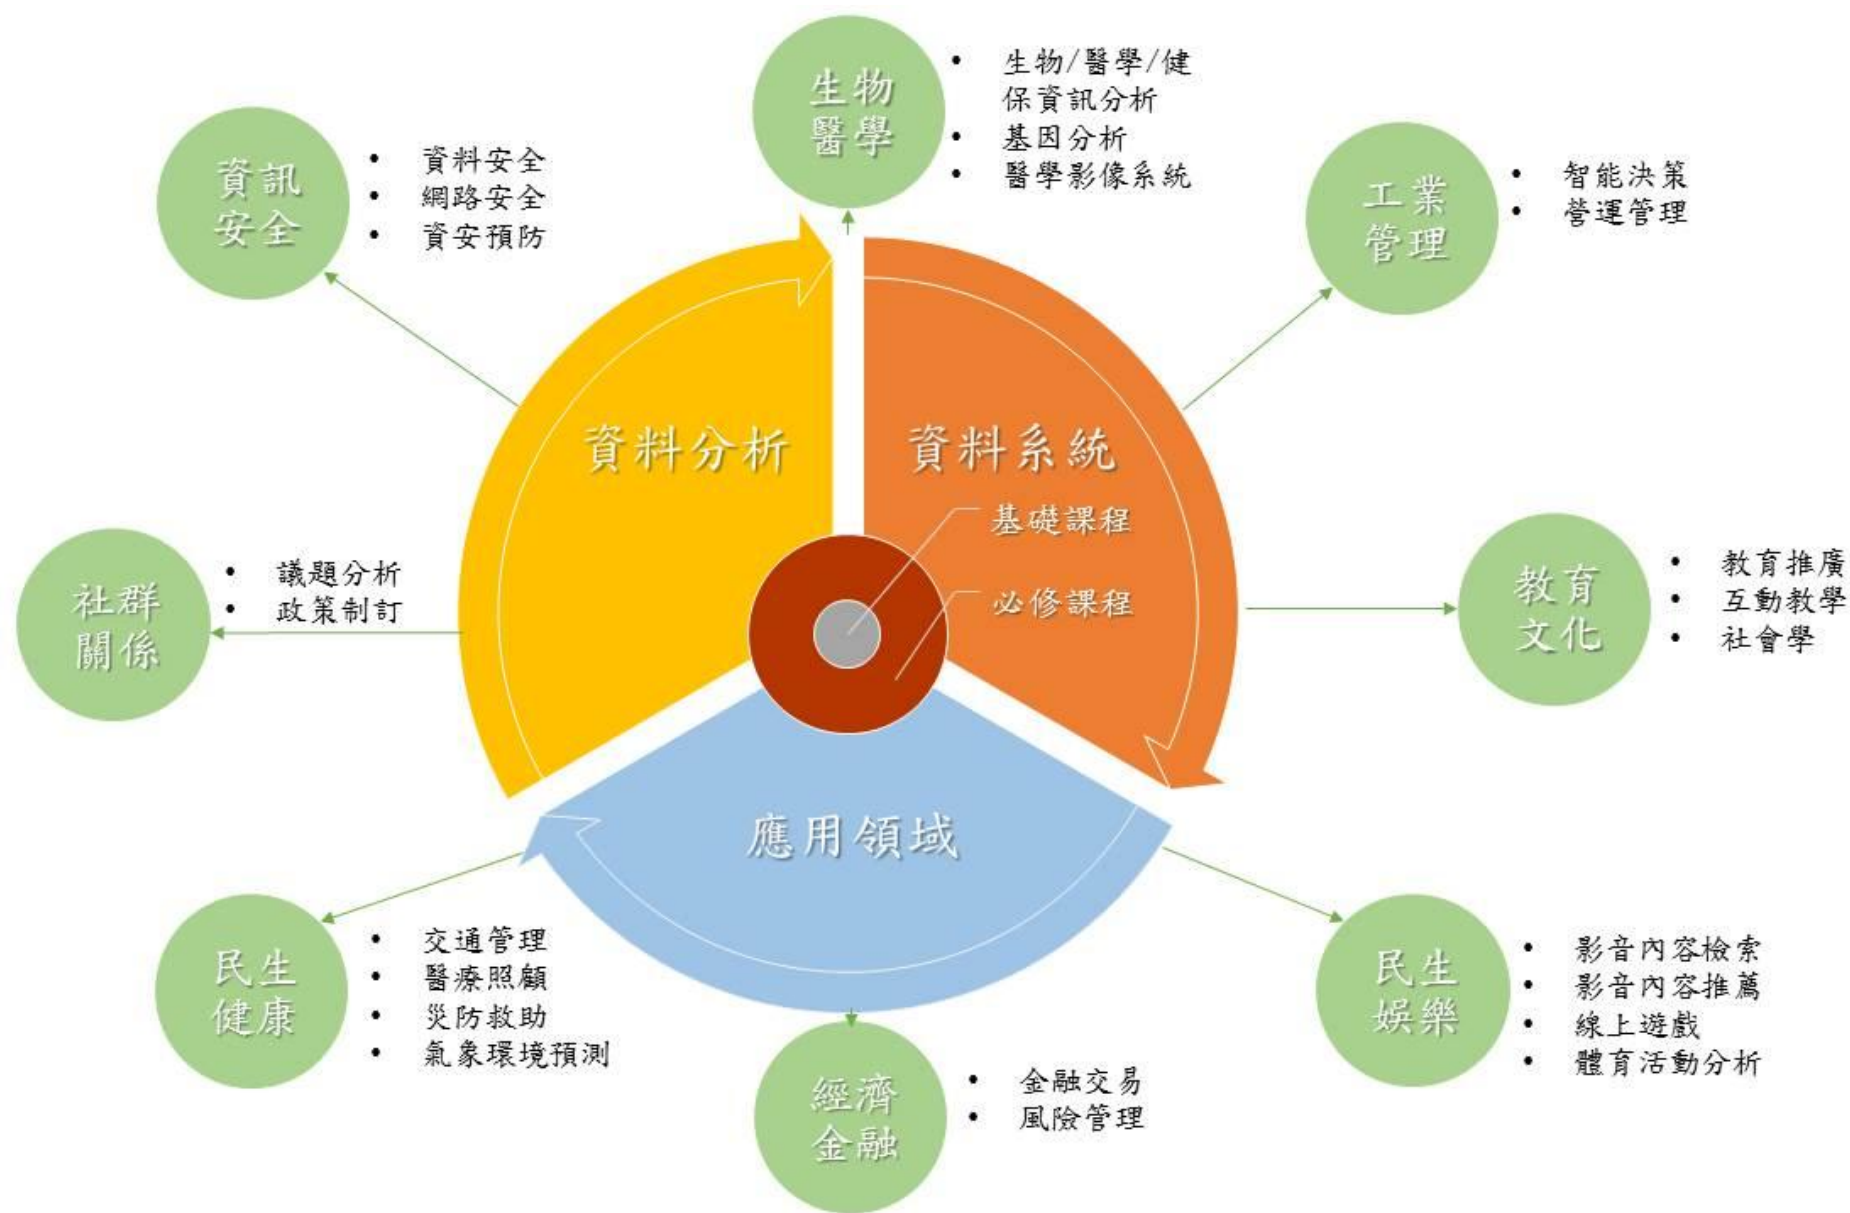 生物
醫學
• 生物/醫學/健
保資訊分析
• 基因分析
• 醫學影像系統
資訊
安全
• 資料安全
• 網路安全
• 資安預防
工業
管理
• 智能決策
• 營運管理
資料分析
資料系統
基礎課程
必修課程
社群
關係
• 議題分析
• 政策制訂
教育
文化
• 教育推廣
• 互動教學
• 社會學
應用領域
民生
健康
• 交通管理
• 醫療照顧
• 災防救助
• 氣象環境預測
民生
娛樂
• 影音內容檢索
• 影音內容推薦
• 線上遊戲
• 體育活動分析
經濟
金融
• 金融交易
• 風險管理